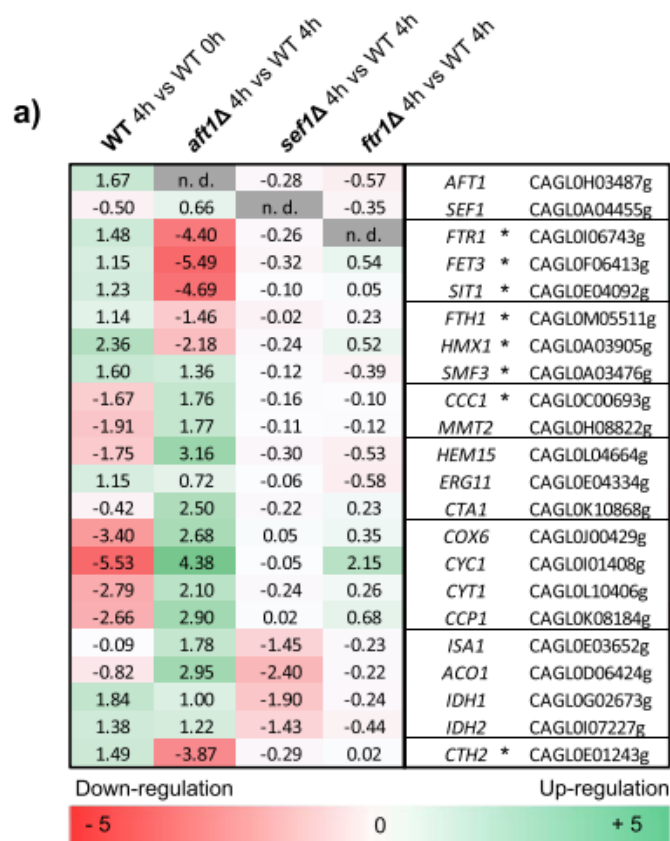 a)
WT 4h vs WT 0h
aft1Δ 4h vs WT 4h
sef1Δ 4h vs WT 4h
ftr1Δ 4h vs WT 4h
1.67 n. d. -0.28 -0.57 AFT1 CAGL0H03487g
-0.50 0.66 n. d. -0.35 SEF1 CAGL0A04455g
1.48 -4.40 -0.26 n. d. FTR1 * CAGL0I06743g
1.15 -5.49 -0.32 0.54 FET3 * CAGL0F06413g
1.23 -4.69 -0.10 0.05 SIT1 * CAGL0E04092g
1.14 -1.46 -0.02 0.23 FTH1 * CAGL0M05511g
2.36 -2.18 -0.24 0.52 HMX1 * CAGL0A03905g
1.60 1.36 -0.12 -0.39 SMF3 * CAGL0A03476g
-1.67 1.76 -0.16 -0.10 CCC1 * CAGL0C00693g
-1.91 1.77 -0.11 -0.12 MMT2 CAGL0H08822g
-1.75 3.16 -0.30 -0.53 HEM15 CAGL0L04664g
1.15 0.72 -0.06 -0.58 ERG11 CAGL0E04334g
-0.42 2.50 -0.22 0.23 CTA1 CAGL0K10868g
-3.40 2.68 0.05 0.35 COX6 CAGL0J00429g
-5.53 4.38 -0.05 2.15 CYC1 CAGL0I01408g
-2.79 2.10 -0.24 0.26 CYT1 CAGL0L10406g
-2.66 2.90 0.02 0.68 CCP1 CAGL0K08184g
-0.09 1.78 -1.45 -0.23 ISA1 CAGL0E03652g
-0.82 2.95 -2.40 -0.22 ACO1 CAGL0D06424g
1.84 1.00 -1.90 -0.24 IDH1 CAGL0G02673g
1.38 1.22 -1.43 -0.44 IDH2 CAGL0I07227g
1.49 -3.87 -0.29 0.02 CTH2 * CAGL0E01243g
Down-regulation Up-regulation
- 5 0 + 5